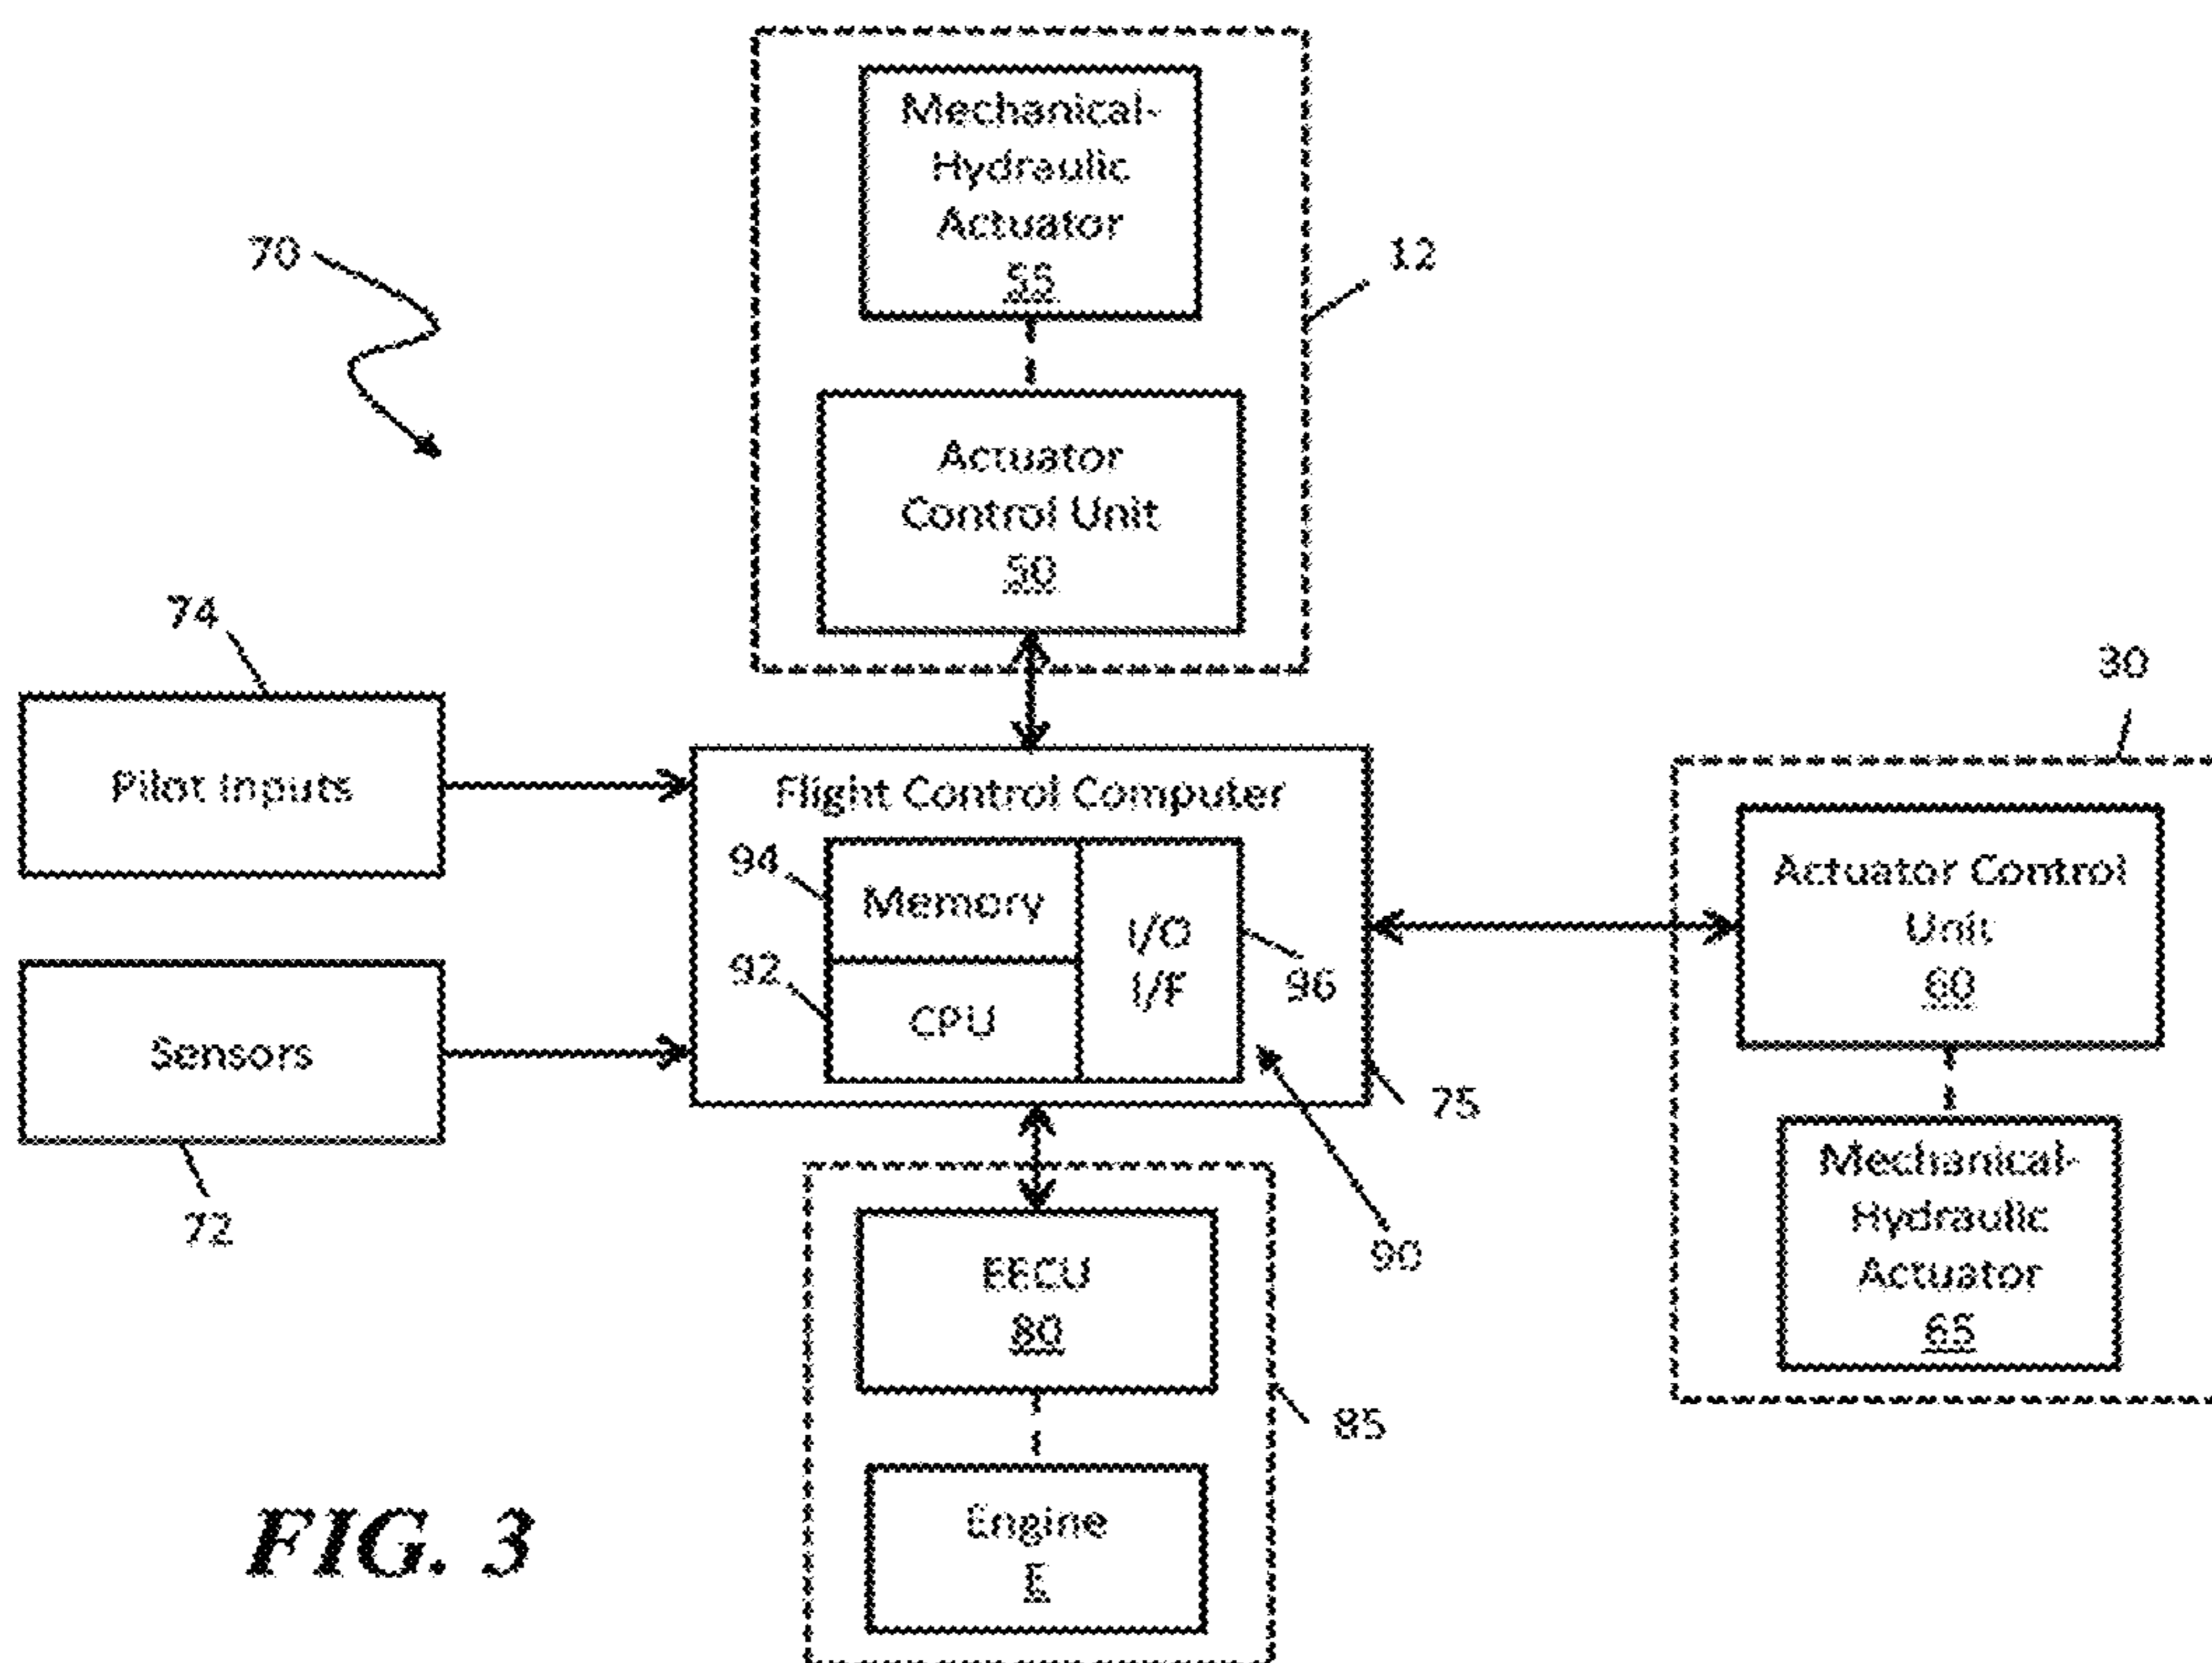 Mechanical-
Hydraulic
Actuator
55
12
70
Actuator
Control Unit
50
74
30
Pilot Inputs
Flight Control Computer
94
Memory
I/O
I/F
96
Actuator Control
Unit
60
92
CPU
Sensors
75
72
Mechanical-
Hydraulic
Actuator
65
EECU
80
90
85
Engine
E
FIG. 3